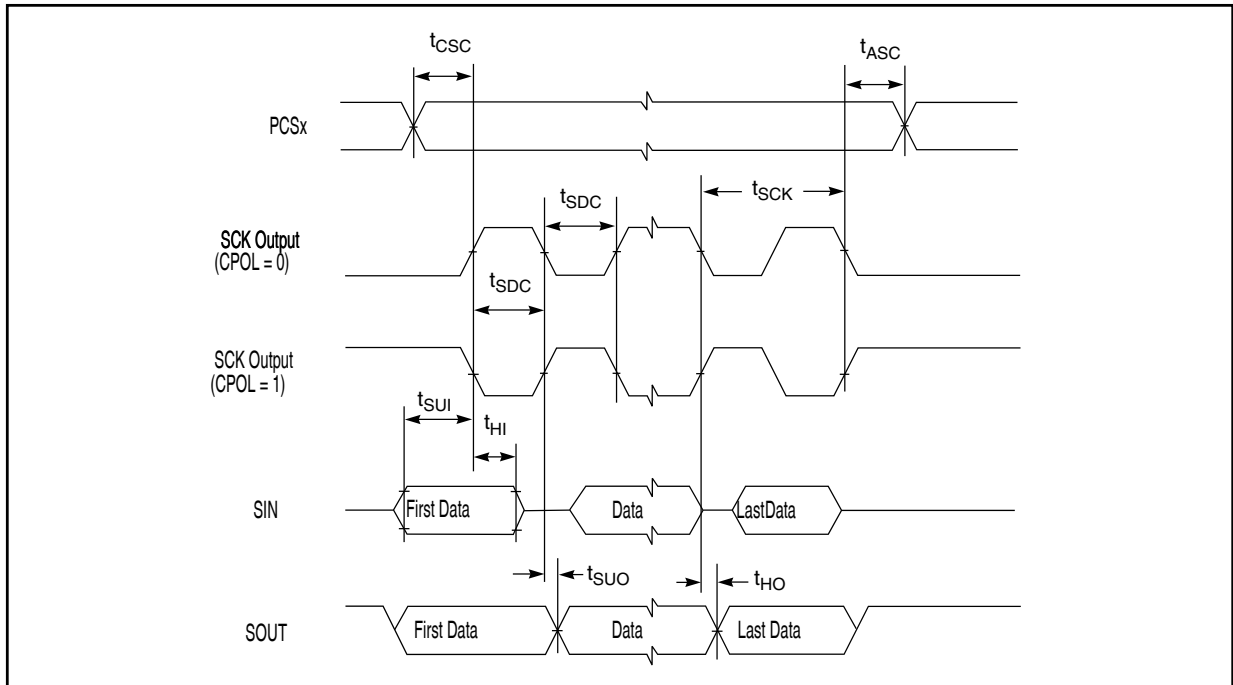 tCSC
tASC
PCSx
tSDC
tSCK
SCK Output
(CPOL = 0)
tSDC
SCK Output
(CPOL = 1)
tSUI
tHI
SIN
First Data
Data
LastData
tSUO
tHO
SOUT
First Data
Data
Last Data